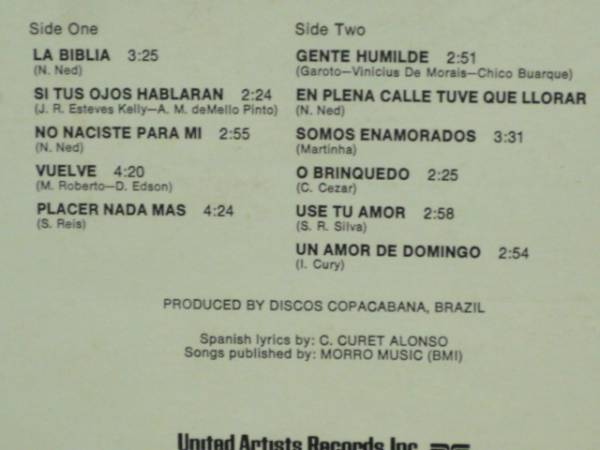 Side One
LA BIBLIA 3:25
(N. Ned)
SI TUS OJOS HABLARAN 2:24
(J. R. Esteves Kelly—A. M. deMello Pinto)
NO NACISTE PARA MI 2:55
(N. Ned)
VUELVE 4:20
(M. Roberto—D. Edson)
PLACER NADA MAS 4:24
(S. Reis)
Side Two
GENTE HUMILDE 2:51
(Garoto—Vinicius De Morais—Chico Buarque)
EN PLENA CALLE TUVE QUE LLORAR
(N. Ned)
SOMOS ENAMORADOS 3:31
(Martinha)
O BRINQUEDO 2:25
(C. Cezar)
USE TU AMOR 2:58
(S. R. Silva)
UN AMOR DE DOMINGO 2:54
(I. Cury)
PRODUCED BY DISCOS COPACABANA, BRAZIL
Spanish lyrics by: C. CURET ALONSO
Songs published by: MORRO MUSIC (BMI)
United Artists Records Inc.